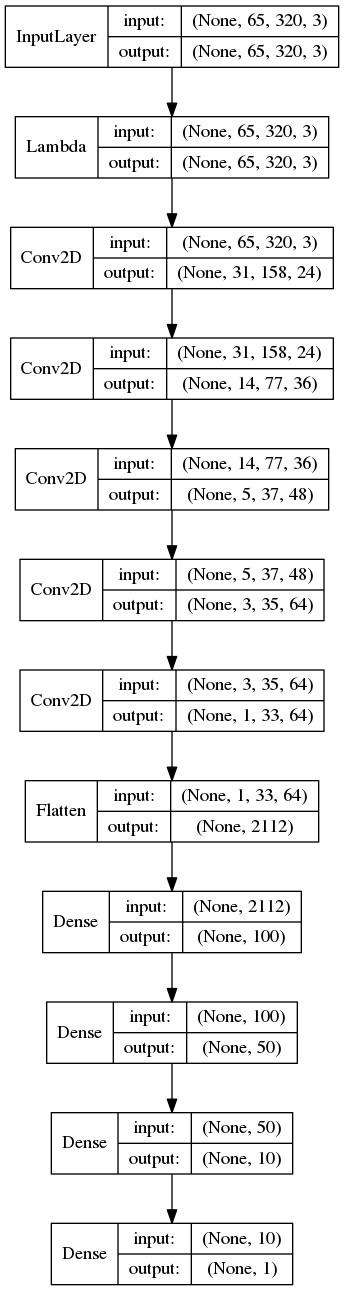 InputLayer
input: (None, 65, 320, 3)
output: (None, 65, 320, 3)
Lambda
input: (None, 65, 320, 3)
output: (None, 65, 320, 3)
Conv2D
input: (None, 65, 320, 3)
output: (None, 31, 158, 24)
Conv2D
input: (None, 31, 158, 24)
output: (None, 14, 77, 36)
Conv2D
input: (None, 14, 77, 36)
output: (None, 5, 37, 48)
Conv2D
input: (None, 5, 37, 48)
output: (None, 3, 35, 64)
Conv2D
input: (None, 3, 35, 64)
output: (None, 1, 33, 64)
Flatten
input: (None, 1, 33, 64)
output: (None, 2112)
Dense
input: (None, 2112)
output: (None, 100)
Dense
input: (None, 100)
output: (None, 50)
Dense
input: (None, 50)
output: (None, 10)
Dense
input: (None, 10)
output: (None, 1)